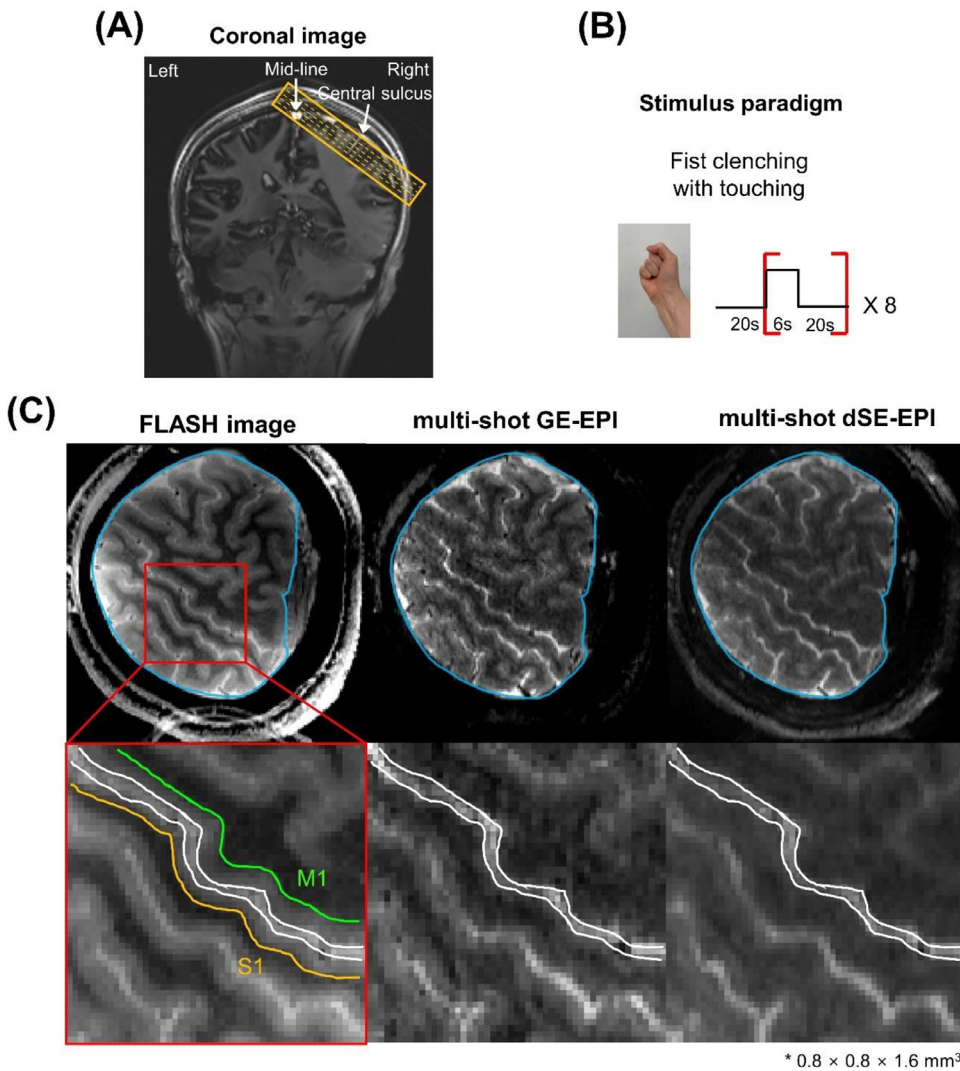 (A)
Coronal image
Left
Mid-line
Right
Central sulcus
(B)
Stimulus paradigm
Fist clenching
with touching
20s 6s 20s X 8
(C)
FLASH image
multi-shot GE-EPI
multi-shot dSE-EPI
M1
S1
* 0.8 × 0.8 × 1.6 mm³